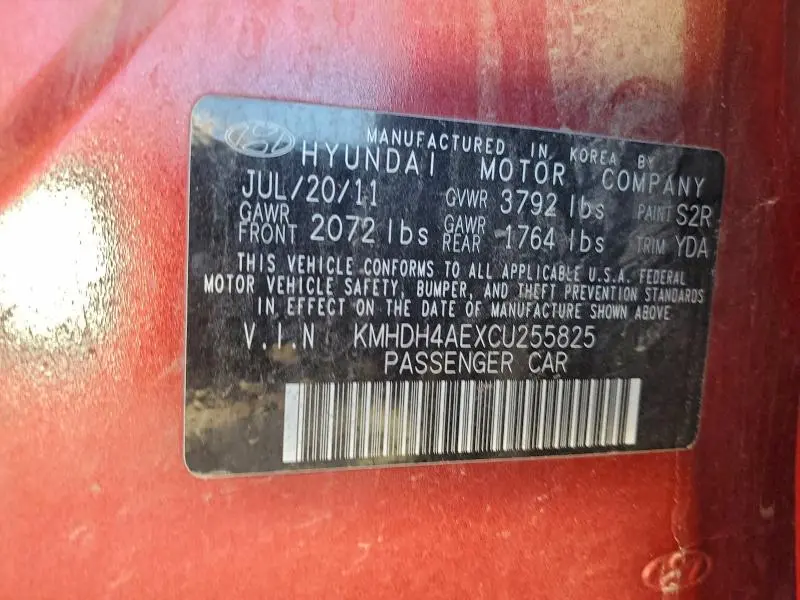 MANUFACTURED IN KOREA BY
HYUNDAI MOTOR COMPANY
JUL/20/11 GVWR 3792 lbs PAINT S2R
GAWR FRONT 2072 lbs GAWR REAR 1764 lbs TRIM YDA
THIS VEHICLE CONFORMS TO ALL APPLICABLE U.S.A. FEDERAL
MOTOR VEHICLE SAFETY, BUMPER, AND THEFT PREVENTION STANDARDS
IN EFFECT ON THE DATE OF MANUFACTURE SHOWN ABOVE.
V.I.N KMHDH4AEXCU255825
PASSENGER CAR